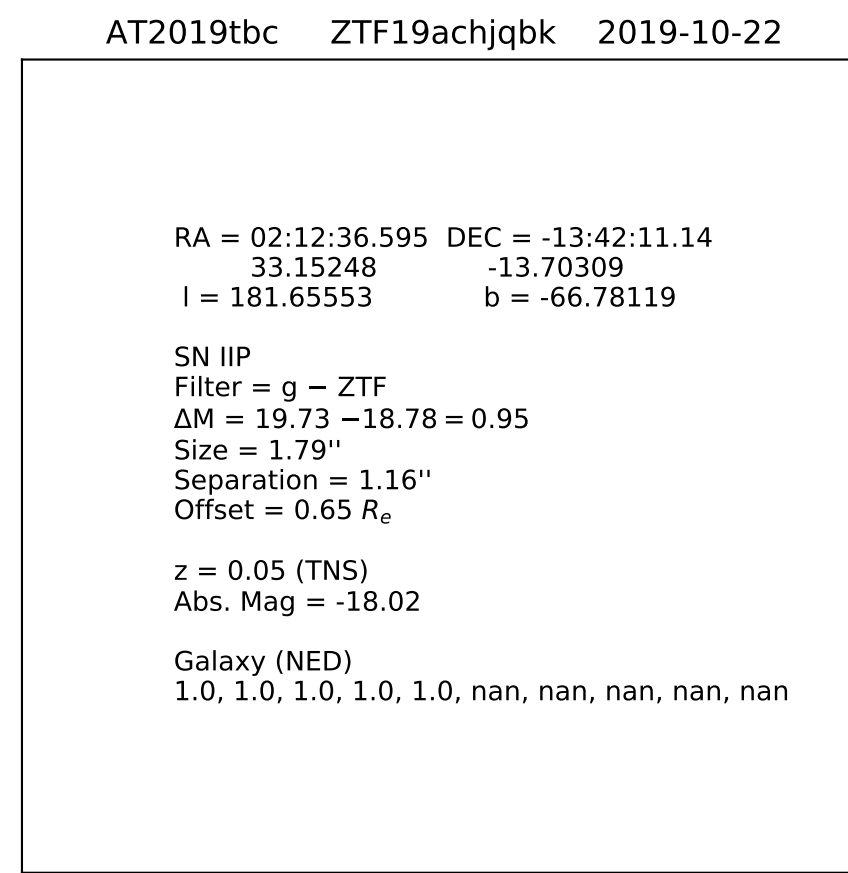 AT2019tbc ZTF19achjqbk 2019-10-22
RA = 02:12:36.595 DEC = -13:42:11.14
33.15248 -13.70309
l = 181.65553 b = -66.78119
SN IIP
Filter = g − ZTF
ΔM = 19.73 −18.78 = 0.95
Size = 1.79''
Separation = 1.16''
Offset = 0.65 Re
z = 0.05 (TNS)
Abs. Mag = -18.02
Galaxy (NED)
1.0, 1.0, 1.0, 1.0, 1.0, nan, nan, nan, nan, nan